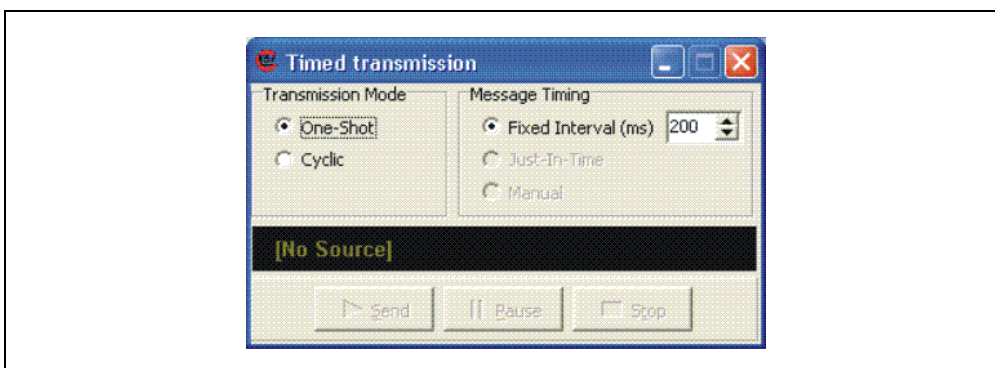 Timed transmission
Transmission Mode
One-Shot
Cyclic
Message Timing
Fixed Interval (ms) 200
Just-In-Time
Manual
[No Source]
Send Pause Stop